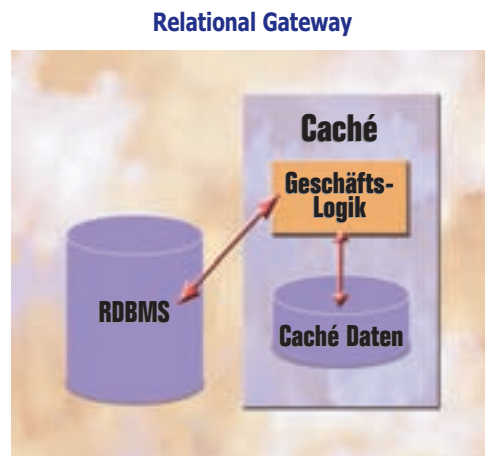 Relational Gateway
Caché
Geschäfts-
Logik
RDBMS
Caché Daten